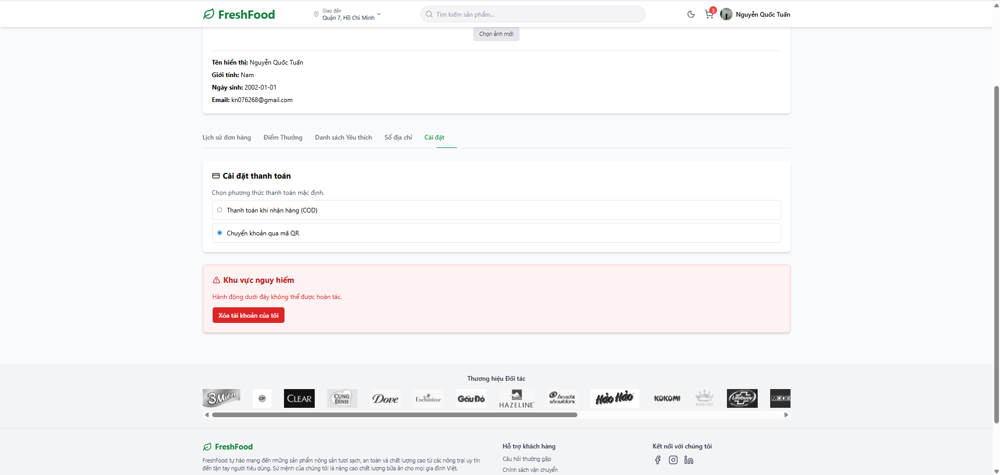 FreshFood
Giao đến
Quận 7, Hồ Chí Minh
Tìm kiếm sản phẩm...
3
Nguyễn Quốc Tuấn
Chọn ảnh mới
Tên hiển thị: Nguyễn Quốc Tuấn
Giới tính: Nam
Ngày sinh: 2002-01-01
Email: kn076268@gmail.com
Lịch sử đơn hàng
Điểm Thưởng
Danh sách Yêu thích
Sổ địa chỉ
Cài đặt
Cài đặt thanh toán
Chọn phương thức thanh toán mặc định.
Thanh toán khi nhận hàng (COD)
Chuyển khoản qua mã QR
Khu vực nguy hiểm
Hành động dưới đây không thể được hoàn tác.
Xóa tài khoản của tôi
Thương hiệu Đối tác
3 Miền
CP
CLEAR
CUNG ĐÌNH
Dove
Enchanteur
Gấu Đỏ
HAZELINE
head& shoulders
Hảo Hảo
KOKOMI
KINH DO
Lifebuoy
MODE
FreshFood
FreshFood tự hào mang đến những sản phẩm nông sản tươi sạch, an toàn và chất lượng cao từ các nông trại uy tín
đến tận tay người tiêu dùng. Sứ mệnh của chúng tôi là nâng cao chất lượng bữa ăn cho mọi gia đình Việt.
Hỗ trợ khách hàng
Câu hỏi thường gặp
Chính sách vận chuyển
Kết nối với chúng tôi